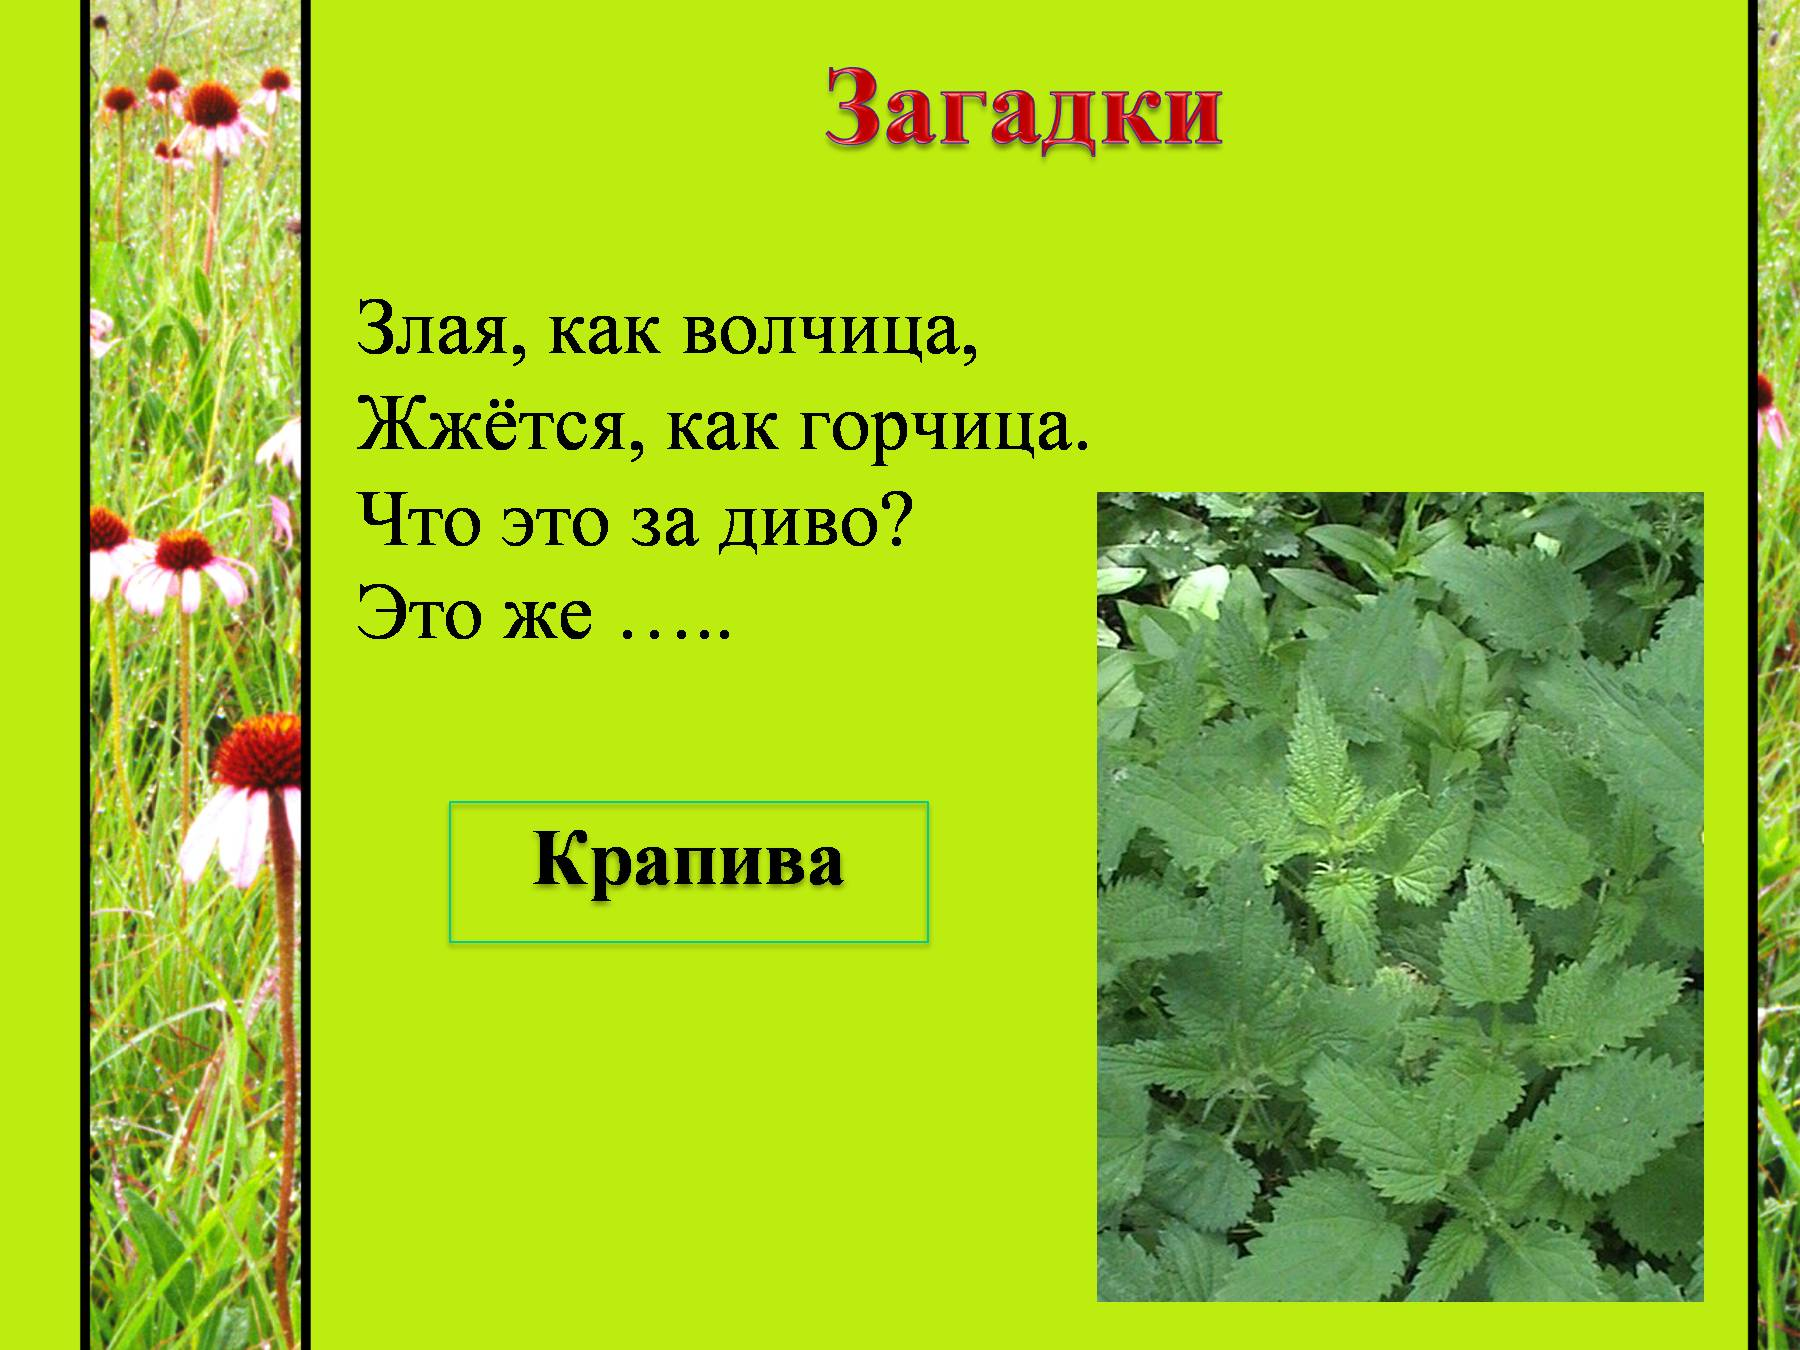 Загадки
Злая, как волчица,
Жжётся, как горчица.
Что это за диво?
Это же …..
Крапива